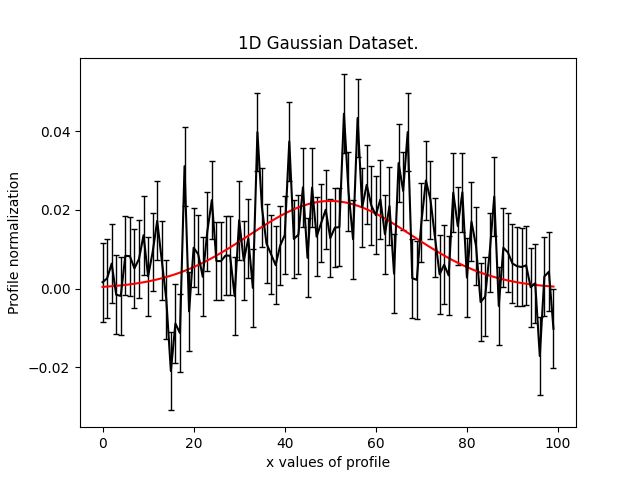 1D Gaussian Dataset.
Profile normalization
0.04
0.02
0.00
−0.02
0 20 40 60 80 100
x values of profile